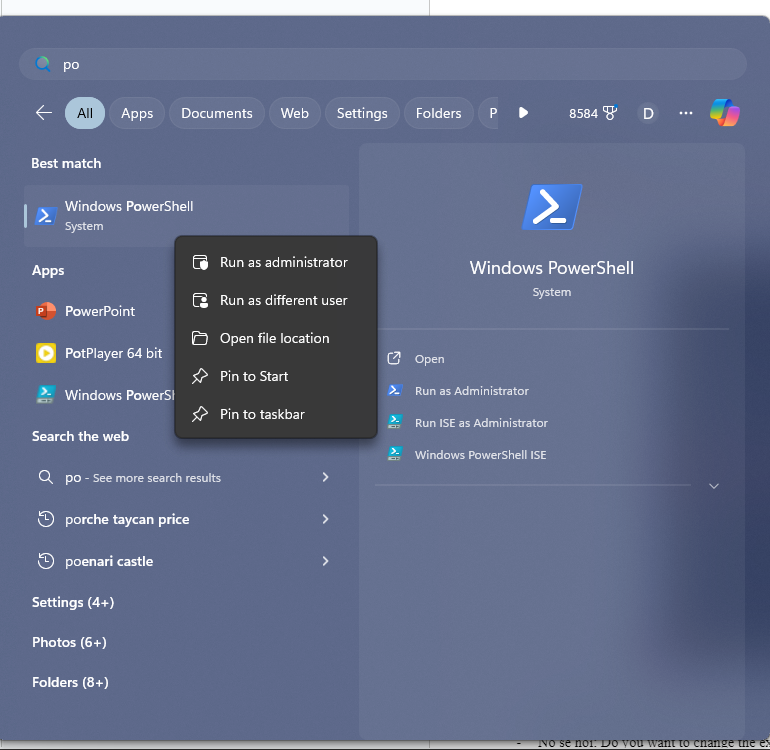 po
All
Apps
Documents
Web
Settings
Folders
P
8584
D
Best match
Windows PowerShell
System
Apps
PowerPoint
PotPlayer 64 bit
Windows PowerSh
Search the web
po - See more search results
porche taycan price
poenari castle
Settings (4+)
Photos (6+)
Folders (8+)
Run as administrator
Run as different user
Open file location
Pin to Start
Pin to taskbar
Windows PowerShell
System
Open
Run as Administrator
Run ISE as Administrator
Windows PowerShell ISE
- No se hoi: Do you want to change the ex